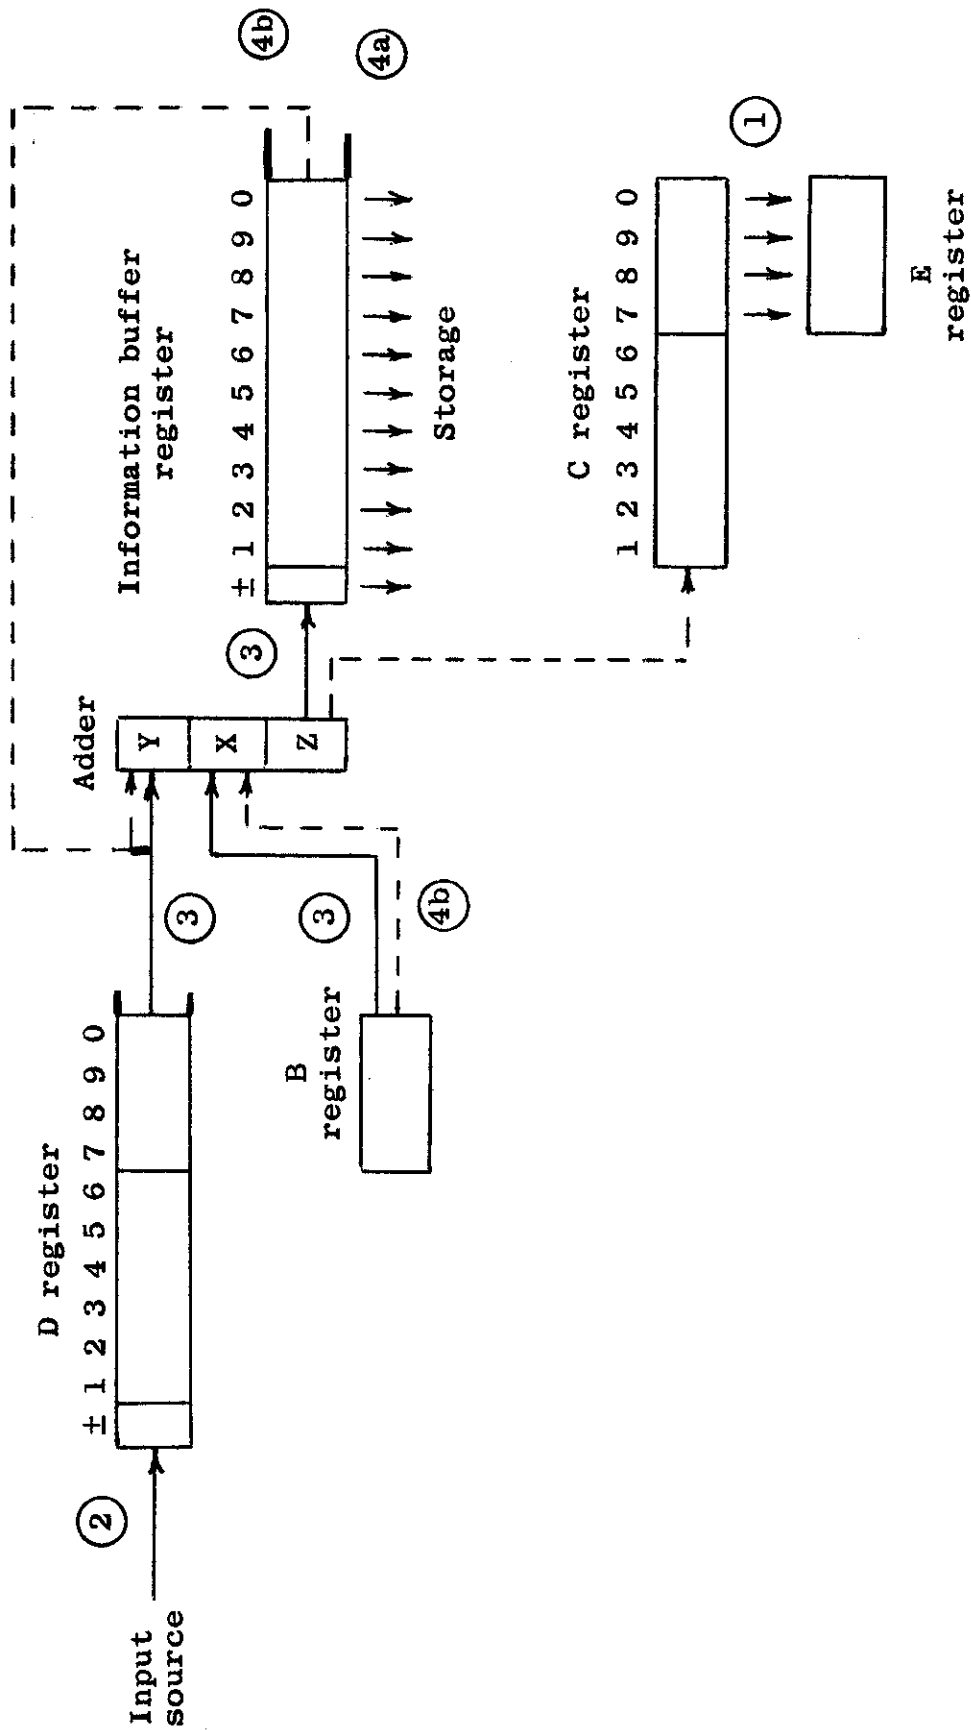 Input
source
②
D register
± 1 2 3 4 5 6 7 8 9 0
③
B
register
③
4b
Adder
Y
X
Z
③
Information buffer
register
± 1 2 3 4 5 6 7 8 9 0
Storage
4b
4a
C register
1 2 3 4 5 6 7 8 9 0
①
E
register